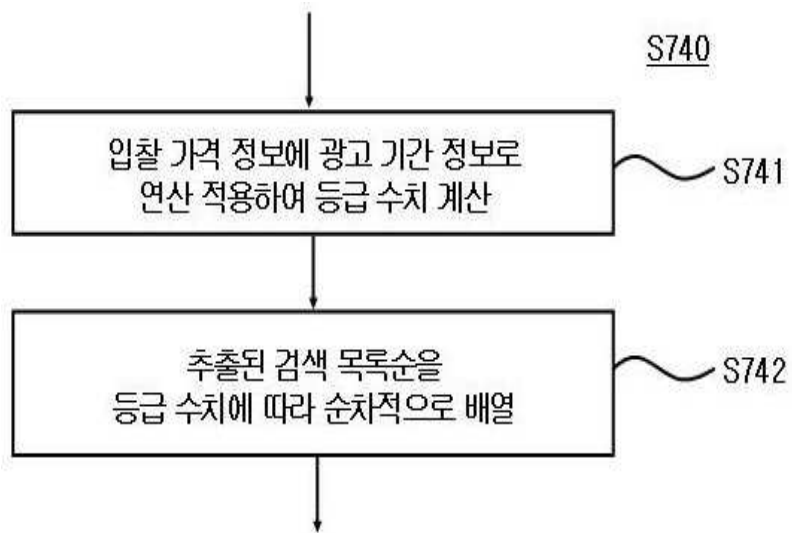 S740
입찰 가격 정보에 광고 기간 정보로
연산 적용하여 등급 수치 계산
S741
추출된 검색 목록순을
등급 수치에 따라 순차적으로 배열
S742